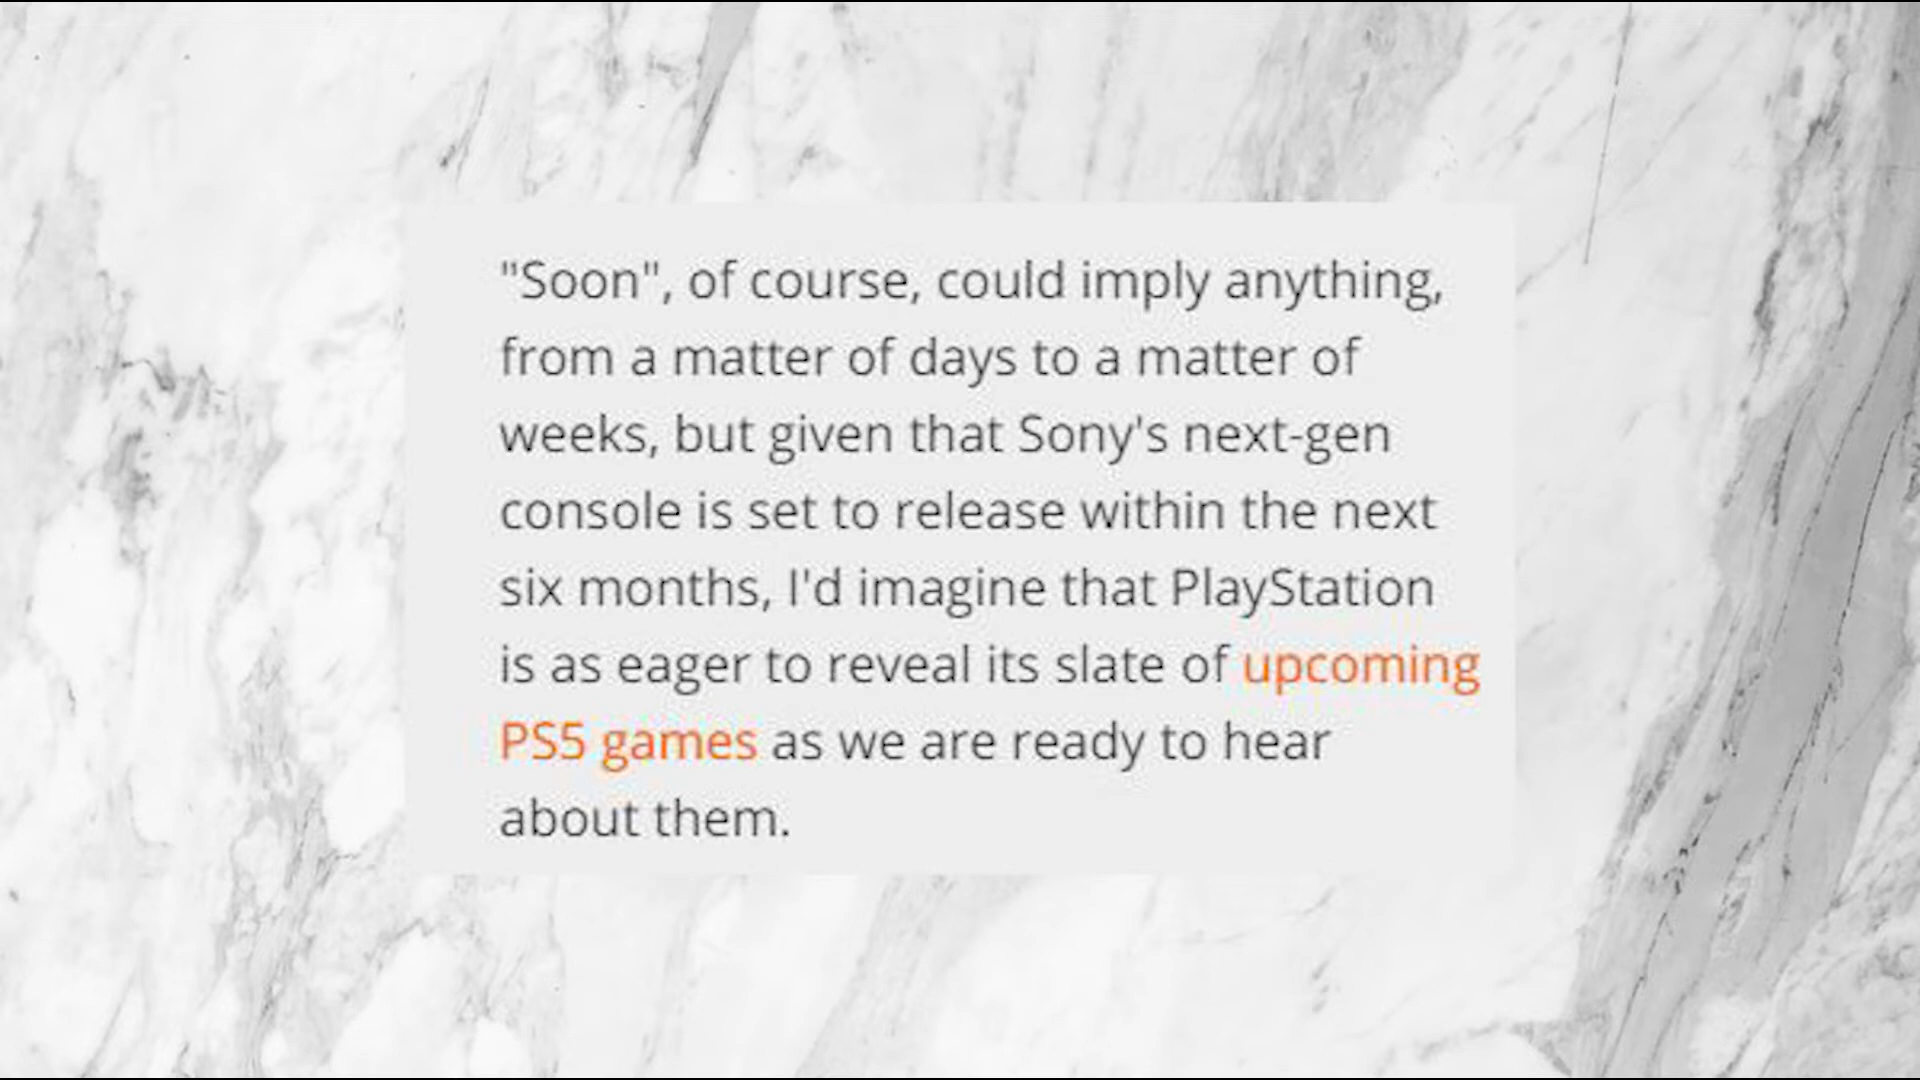 "Soon", of course, could imply anything,
from a matter of days to a matter of
weeks, but given that Sony's next-gen
console is set to release within the next
six months, I'd imagine that PlayStation
is as eager to reveal its slate of upcoming
PS5 games as we are ready to hear
about them.